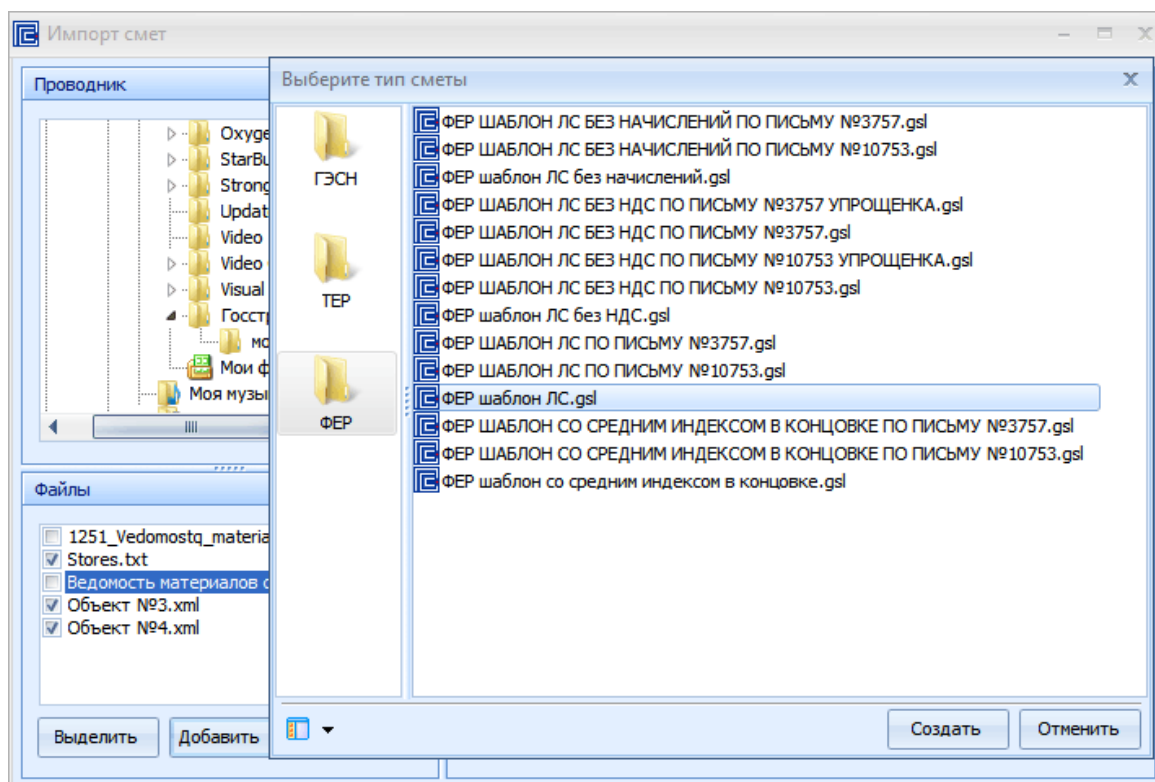 Импорт смет
Проводник
Oxyge
StarBu
Strong
Updat
Video
Video
Visual
Госст
мо
Мои ф
Моя музы
Файлы
1251_Vedomostq_materia
Stores.txt
Ведомость материалов с
Объект №3.xml
Объект №4.xml
Выделить
Добавить
Выберите тип сметы
ГЭСН
ТЕР
ФЕР
ФЕР ШАБЛОН ЛС БЕЗ НАЧИСЛЕНИЙ ПО ПИСЬМУ №3757.gsl
ФЕР ШАБЛОН ЛС БЕЗ НАЧИСЛЕНИЙ ПО ПИСЬМУ №10753.gsl
ФЕР шаблон ЛС без начислений.gsl
ФЕР ШАБЛОН ЛС БЕЗ НДС ПО ПИСЬМУ №3757 УПРОЩЕНКА.gsl
ФЕР ШАБЛОН ЛС БЕЗ НДС ПО ПИСЬМУ №3757.gsl
ФЕР ШАБЛОН ЛС БЕЗ НДС ПО ПИСЬМУ №10753 УПРОЩЕНКА.gsl
ФЕР ШАБЛОН ЛС БЕЗ НДС ПО ПИСЬМУ №10753.gsl
ФЕР шаблон ЛС без НДС.gsl
ФЕР ШАБЛОН ЛС ПО ПИСЬМУ №3757.gsl
ФЕР ШАБЛОН ЛС ПО ПИСЬМУ №10753.gsl
ФЕР шаблон ЛС.gsl
ФЕР ШАБЛОН СО СРЕДНИМ ИНДЕКСОМ В КОНЦОВКЕ ПО ПИСЬМУ №3757.gsl
ФЕР ШАБЛОН СО СРЕДНИМ ИНДЕКСОМ В КОНЦОВКЕ ПО ПИСЬМУ №10753.gsl
ФЕР шаблон со средним индексом в концовке.gsl
Создать
Отменить